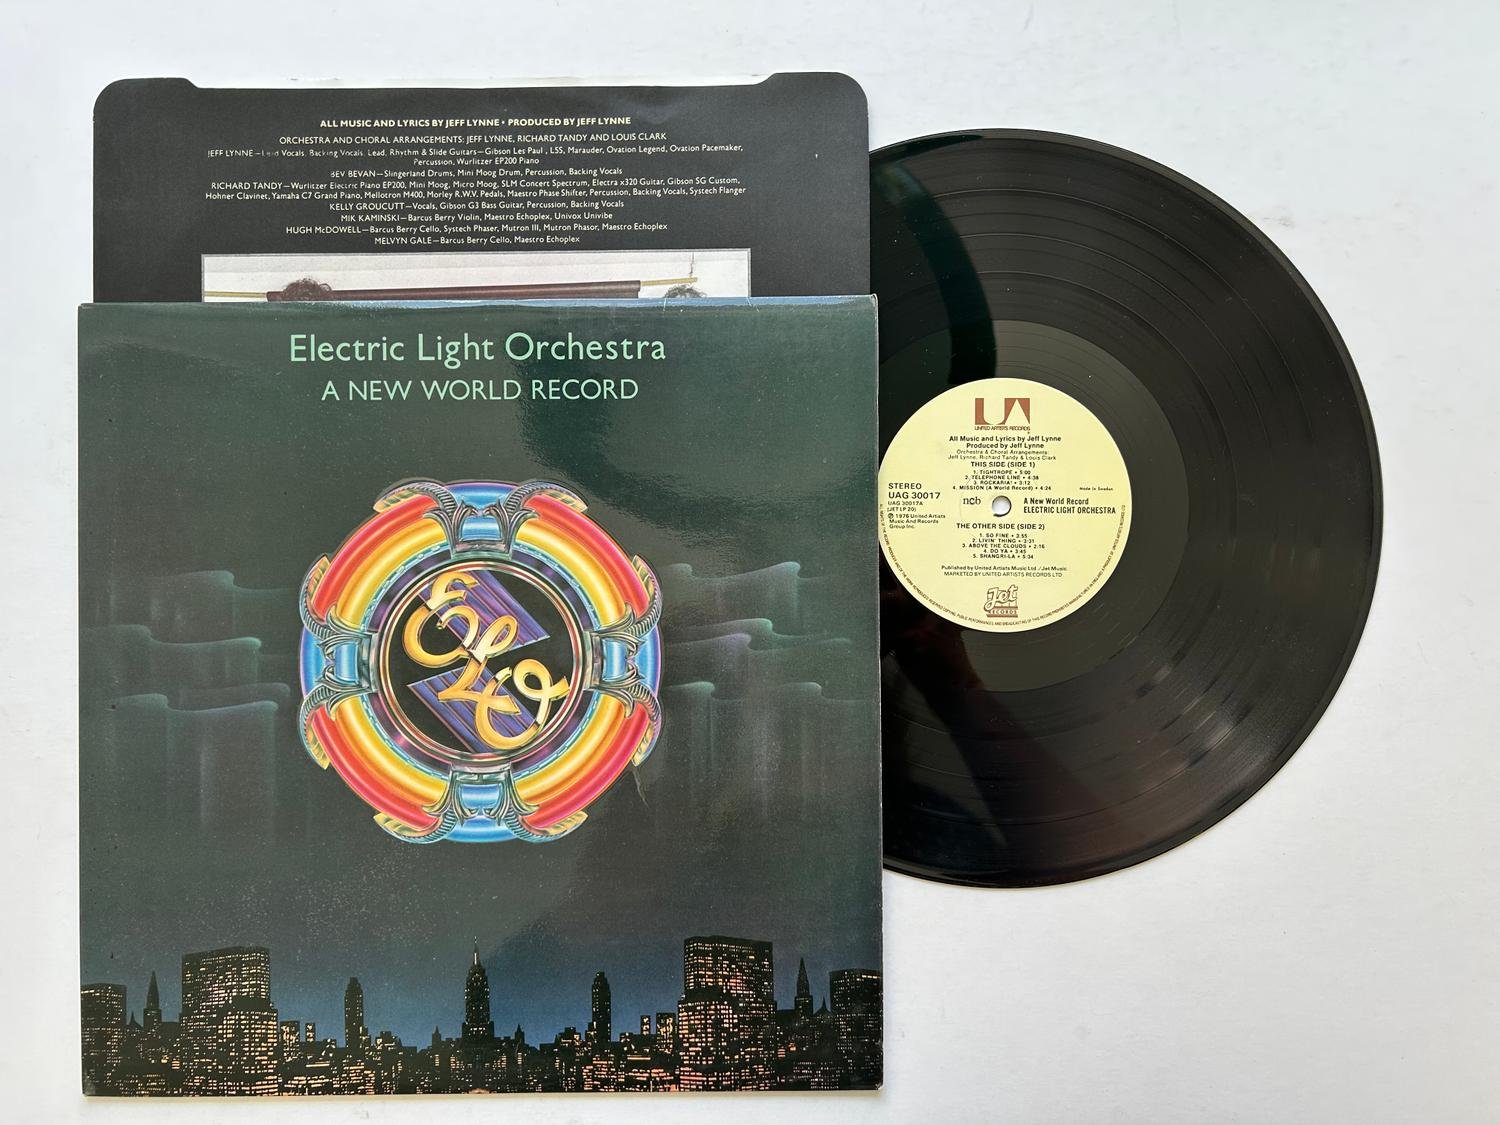 ALL MUSIC AND LYRICS BY JEFF LYNNE • PRODUCED BY JEFF LYNNE
ORCHESTRA AND CHORAL ARRANGEMENTS: JEFF LYNNE, RICHARD TANDY AND LOUIS CLARK
JEFF LYNNE—Lead Vocals, Backing Vocals, Lead, Rhythm & Slide Guitars—Gibson Les Paul, L5S, Marauder, Ovation Legend, Ovation Pacemaker,
Percussion, Wurlitzer EP200 Piano
BEV BEVAN—Slingerland Drums, Mini Moog Drum, Percussion, Backing Vocals
RICHARD TANDY—Wurlitzer Electric Piano EP200, Mini Moog, Micro Moog, SLM Concert Spectrum, Electra x320 Guitar, Gibson SG Custom,
Hohner Clavinet, Yamaha C7 Grand Piano, Mellotron M400, Morley R.W.V. Pedals, Maestro Phase Shifter, Percussion, Backing Vocals, Systech Flanger
KELLY GROUCUTT—Vocals, Gibson G3 Bass Guitar, Percussion, Backing Vocals
MIK KAMINSKI—Barcus Berry Violin, Maestro Echoplex, Univox Univibe
HUGH McDOWELL—Barcus Berry Cello, Systech Phaser, Mutron III, Mutron Phasor, Maestro Echoplex
MELVYN GALE—Barcus Berry Cello, Maestro Echoplex
Electric Light Orchestra
A NEW WORLD RECORD
ELO
UA
UNITED ARTISTS RECORDS
All Music and Lyrics by Jeff Lynne
Produced by Jeff Lynne
Orchestra & Choral Arrangements:
Jeff Lynne, Richard Tandy & Louis Clark
THIS SIDE (SIDE 1)
1. TIGHTROPE • 5:00
2. TELEPHONE LINE • 4:38
3. ROCKARIA! • 3:12
4. MISSION (A World Record) • 4:24
Made in Sweden
STEREO
UAG 30017
UAG 30017A
(JET LP 20)
℗ 1976 United Artists
Music And Records
Group Inc.
ncb
A New World Record
ELECTRIC LIGHT ORCHESTRA
THE OTHER SIDE (SIDE 2)
1. SO FINE • 3:55
2. LIVIN' THING • 3:31
3. ABOVE THE CLOUDS • 2:16
4. DO YA • 3:45
5. SHANGRI-LA • 5:34
Published by United Artists Music Ltd./Jet Music.
MARKETED BY UNITED ARTISTS RECORDS LTD
Jet
RECORDS